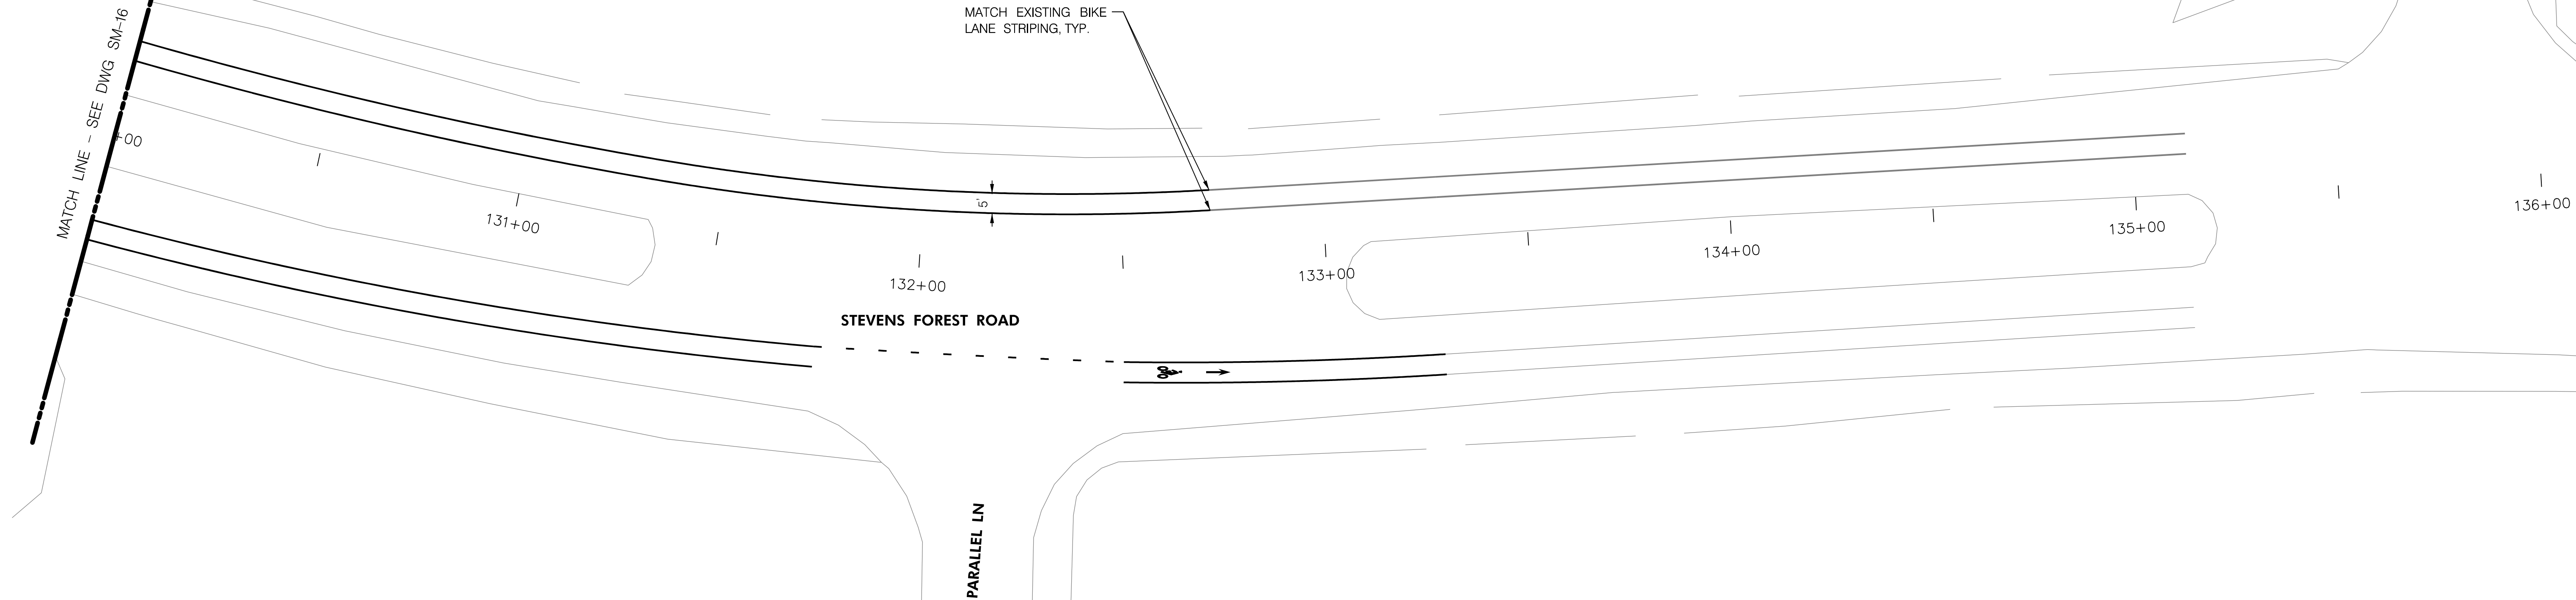 MATCH LINE - SEE DWG SM-16
MATCH EXISTING BIKE
LANE STRIPING, TYP.
+00
131+00
5'
132+00
133+00
134+00
135+00
136+00
STEVENS FOREST ROAD
PARALLEL LN